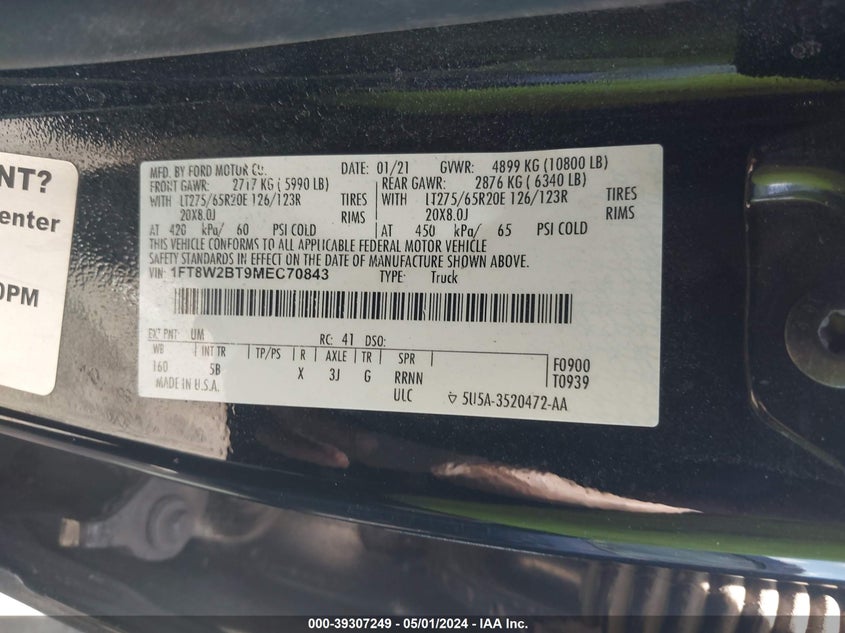 NT?
enter
0PM
MFD. BY FORD MOTOR CO.
DATE: 01/21
GVWR: 4899 KG (10800 LB)
FRONT GAWR: 2717 KG ( 5990 LB)
REAR GAWR: 2876 KG ( 6340 LB)
WITH LT275/65R20E 126/123R TIRES
WITH LT275/65R20E 126/123R TIRES
20X8.0J RIMS
20X8.0J RIMS
AT 420 kPa/ 60 PSI COLD
AT 450 kPa/ 65 PSI COLD
THIS VEHICLE CONFORMS TO ALL APPLICABLE FEDERAL MOTOR VEHICLE
SAFETY STANDARDS IN EFFECT ON THE DATE OF MANUFACTURE SHOWN ABOVE.
VIN: 1FT8W2BT9MEC70843 TYPE: Truck
EXT PNT: UM RC: 41 DSO:
WB INT TR TP/PS R AXLE TR SPR
160 5B X 3J G RRNN
F0900
T0939
MADE IN U.S.A.
ULC
5U5A-3520472-AA
000-39307249 - 05/01/2024 - IAA Inc.